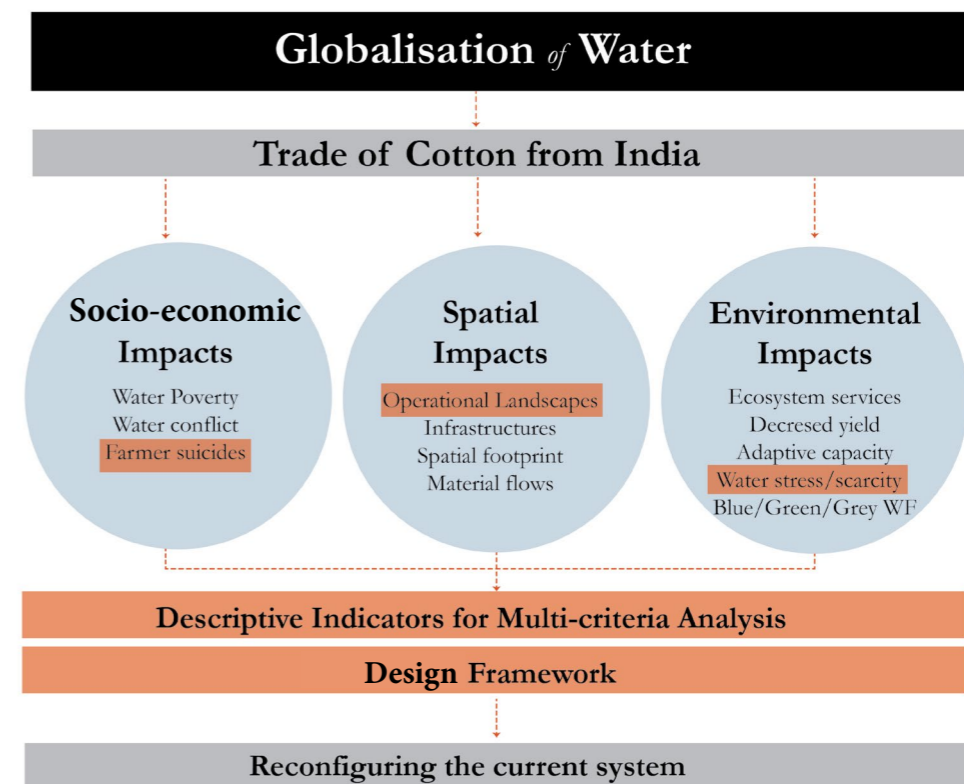 Globalisation of Water
Trade of Cotton from India
Socio-economic
Impacts
Water Poverty
Water conflict
Farmer suicides
Spatial
Impacts
Operational Landscapes
Infrastructures
Spatial footprint
Material flows
Environmental
Impacts
Ecosystem services
Decresed yield
Adaptive capacity
Water stress/scarcity
Blue/Green/Grey WF
Descriptive Indicators for Multi-criteria Analysis
Design Framework
Reconfiguring the current system